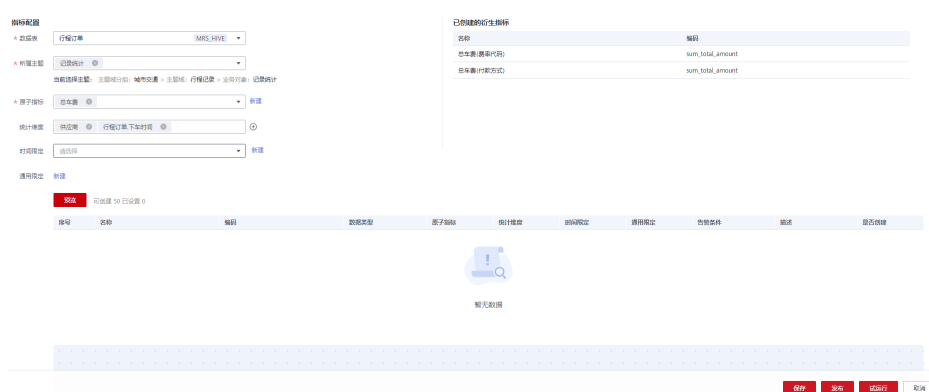 指标配置
* 数据表 行程订单 MRS_HIVE
* 所属主题 记录统计
当前选择主题： 主题域分组：城市交通 > 主题域：行程记录 > 业务对象：记录统计
* 原子指标 总车费 新建
统计维度 供应商 行程订单.下车时间
时间限定 请选择 新建
通用限定 新建
已创建的衍生指标
名称 编码
总车费(费率代码) sum_total_amount
总车费(付款方式) sum_total_amount
预览 可创建 50 已设置 0
序号 名称 编码 数据类型 原子指标 统计维度 时间限定 通用限定 告警条件 描述 是否创建
暂无数据
保存 发布 试运行 取消